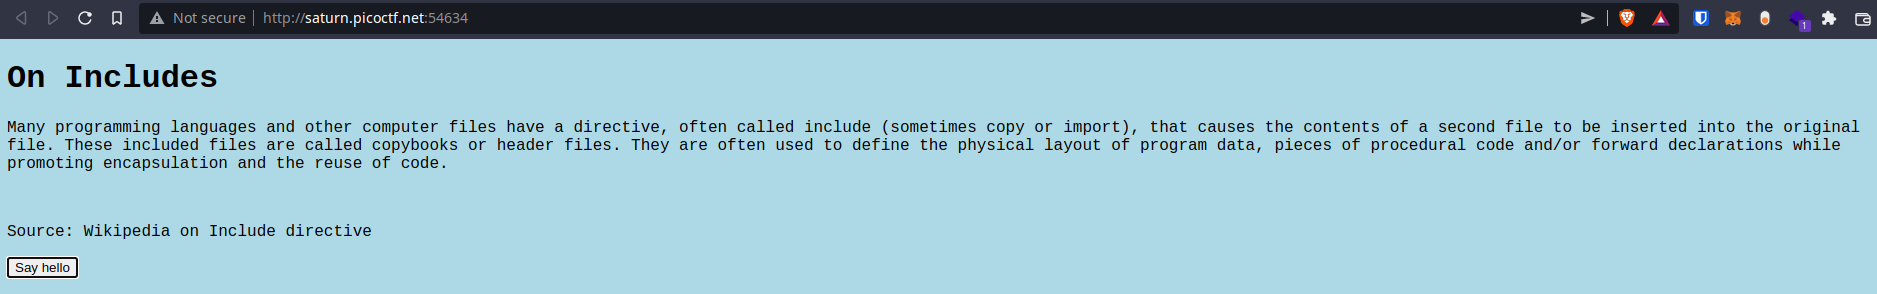 Not secure http://saturn.picoctf.net:54634
1
On Includes
Many programming languages and other computer files have a directive, often called include (sometimes copy or import), that causes the contents of a second file to be inserted into the original
file. These included files are called copybooks or header files. They are often used to define the physical layout of program data, pieces of procedural code and/or forward declarations while
promoting encapsulation and the reuse of code.
Source: Wikipedia on Include directive
Say hello